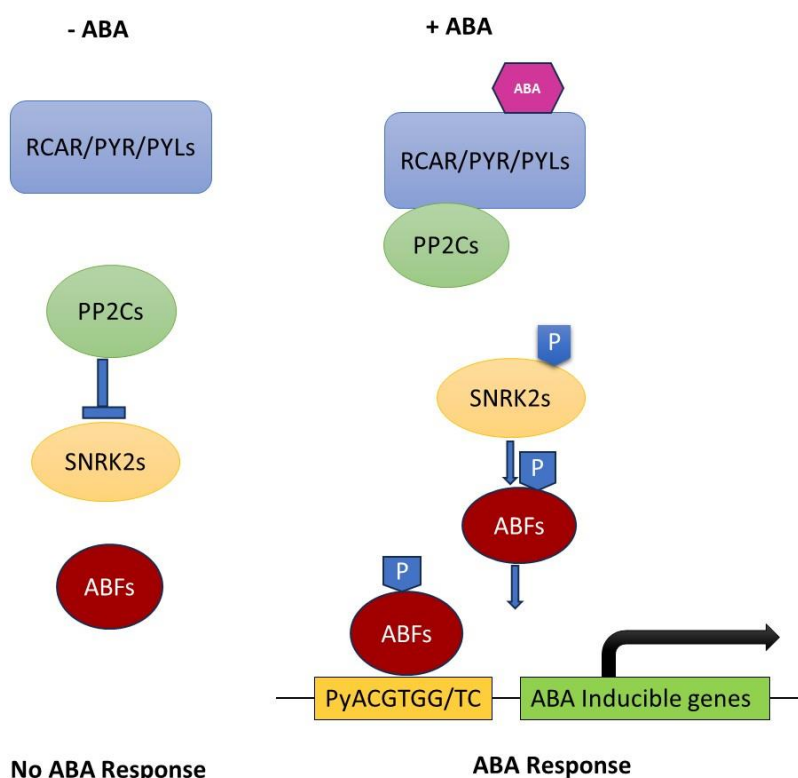 - ABA
RCAR/PYR/PYLs
PP2Cs
SNRK2s
ABFs
No ABA Response
+ ABA
ABA
RCAR/PYR/PYLs
PP2Cs
P
SNRK2s
P
ABFs
P
ABFs
PyACGTGG/TC
ABA Inducible genes
ABA Response